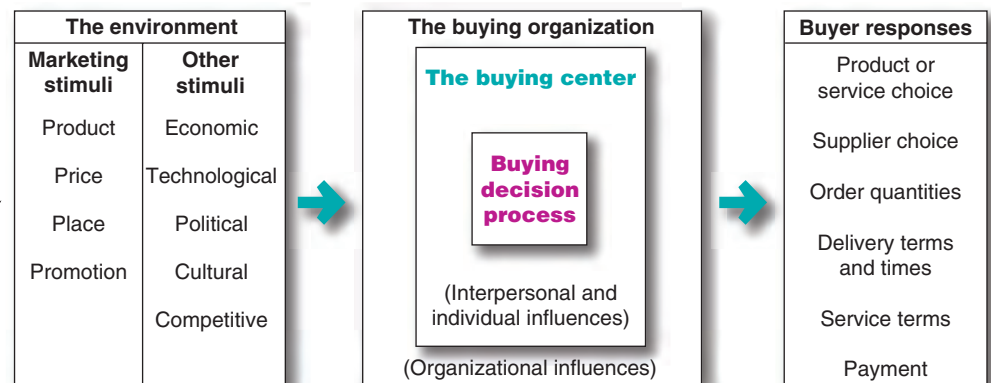 The environment
Marketing
stimuli
Product
Price
Place
Promotion
Other
stimuli
Economic
Technological
Political
Cultural
Competitive
The buying organization
The buying center
Buying
decision
process
(Interpersonal and
individual influences)
(Organizational influences)
Buyer responses
Product or
service choice
Supplier choice
Order quantities
Delivery terms
and times
Service terms
Payment